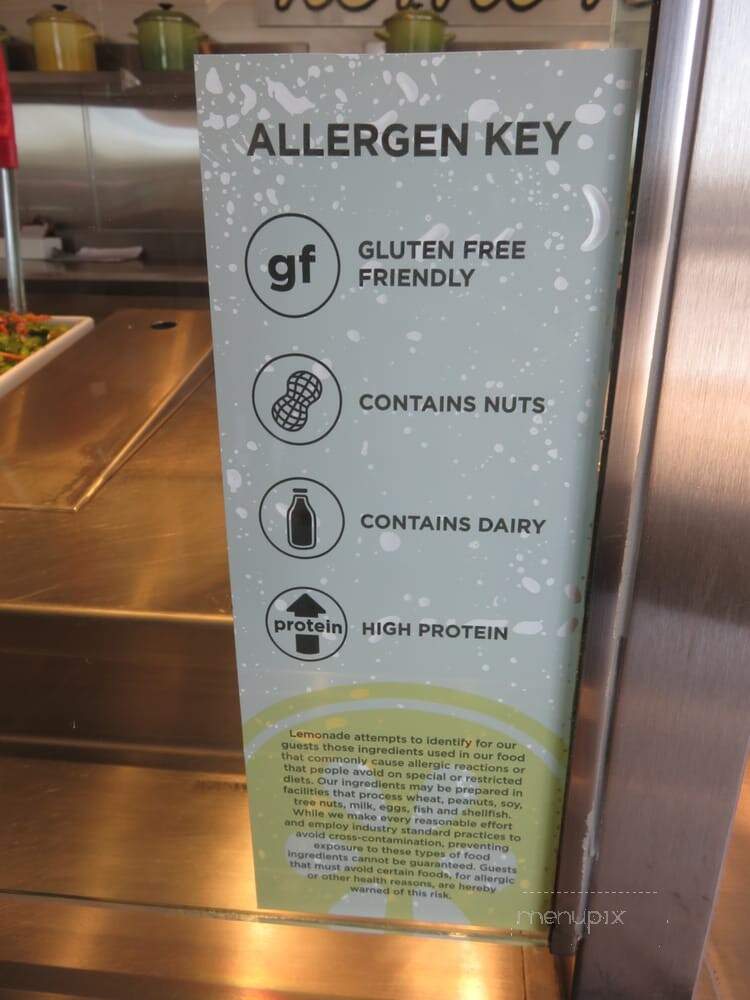 ALLERGEN KEY
gf
GLUTEN FREE
FRIENDLY
CONTAINS NUTS
CONTAINS DAIRY
protein
HIGH PROTEIN
Lemonade attempts to identify for our
guests those ingredients used in our food
that commonly cause allergic reactions or
that people avoid on special or restricted
diets. Our ingredients may be prepared in
facilities that process wheat, peanuts, soy,
tree nuts, milk, eggs, fish and shellfish.
While we make every reasonable effort
and employ industry standard practices to
avoid cross-contamination, preventing
exposure to these types of food
ingredients cannot be guaranteed. Guests
that must avoid certain foods, for allergic
or other health reasons, are hereby
warned of this risk.
menupix